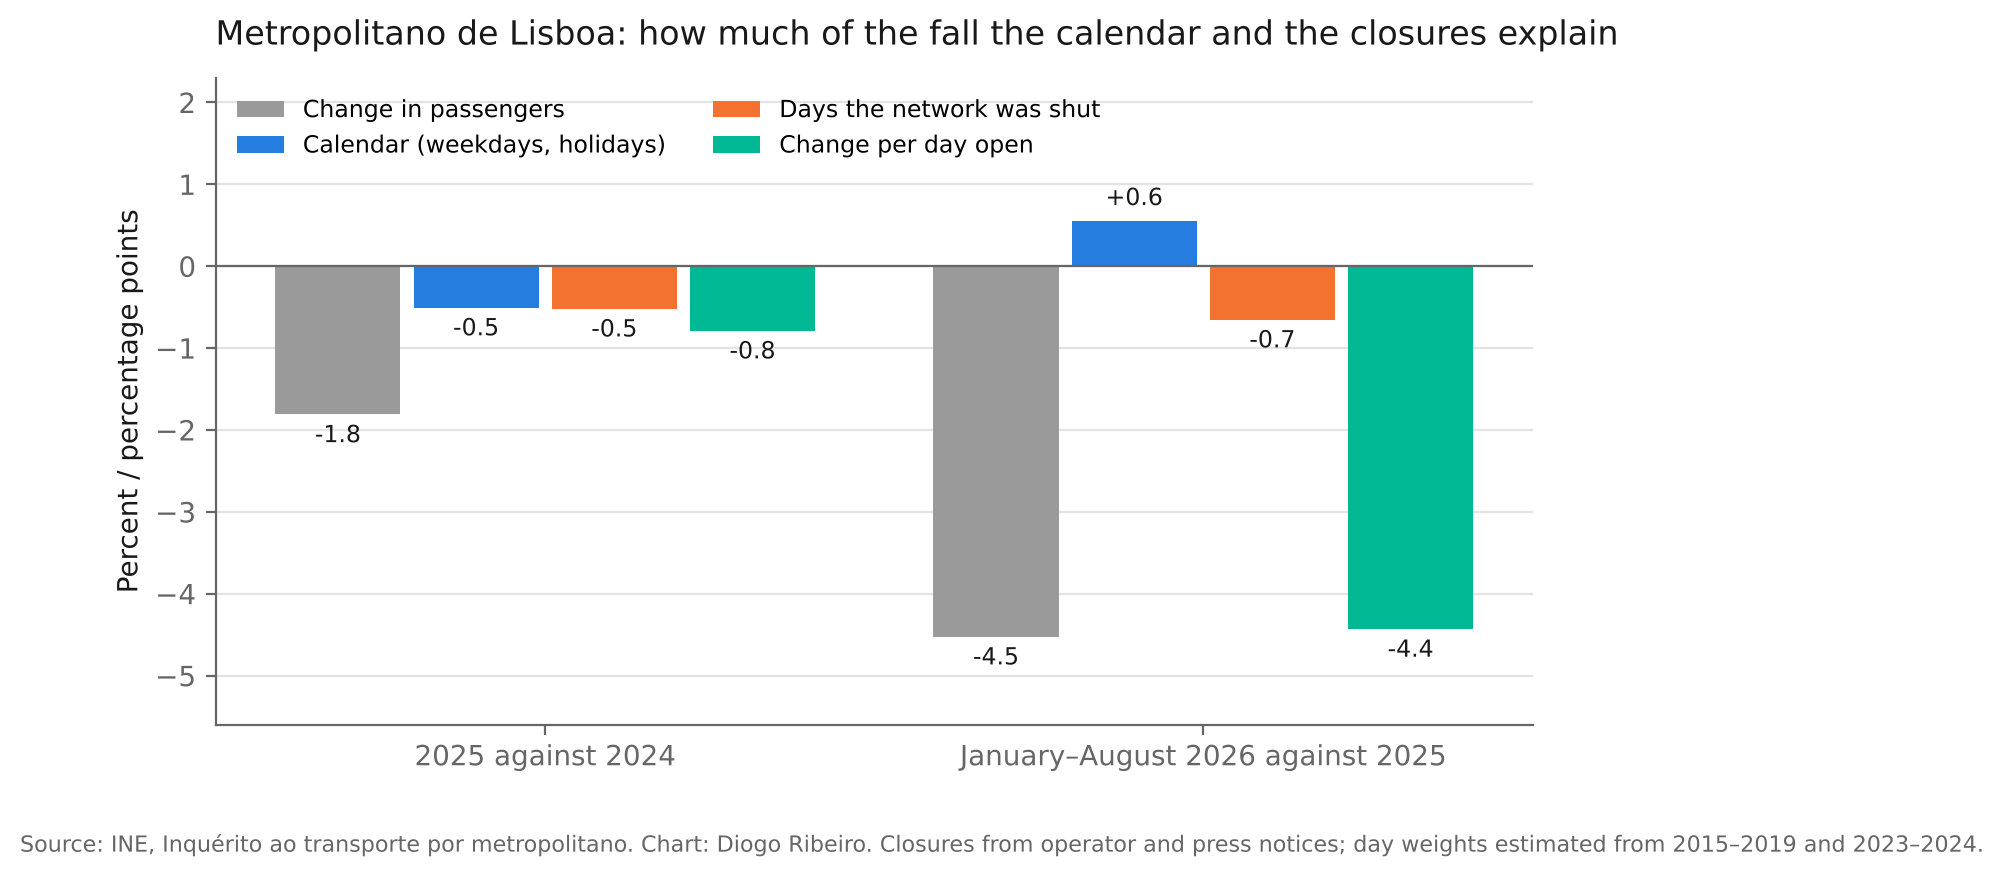 Metropolitano de Lisboa: how much of the fall the calendar and the closures explain
Change in passengers
Calendar (weekdays, holidays)
Days the network was shut
Change per day open
Percent / percentage points
2
1
0
−1
−2
−3
−4
−5
-1.8
-0.5
-0.5
-0.8
-4.5
+0.6
-0.7
-4.4
2025 against 2024
January–August 2026 against 2025
Source: INE, Inquérito ao transporte por metropolitano. Chart: Diogo Ribeiro. Closures from operator and press notices; day weights estimated from 2015–2019 and 2023–2024.